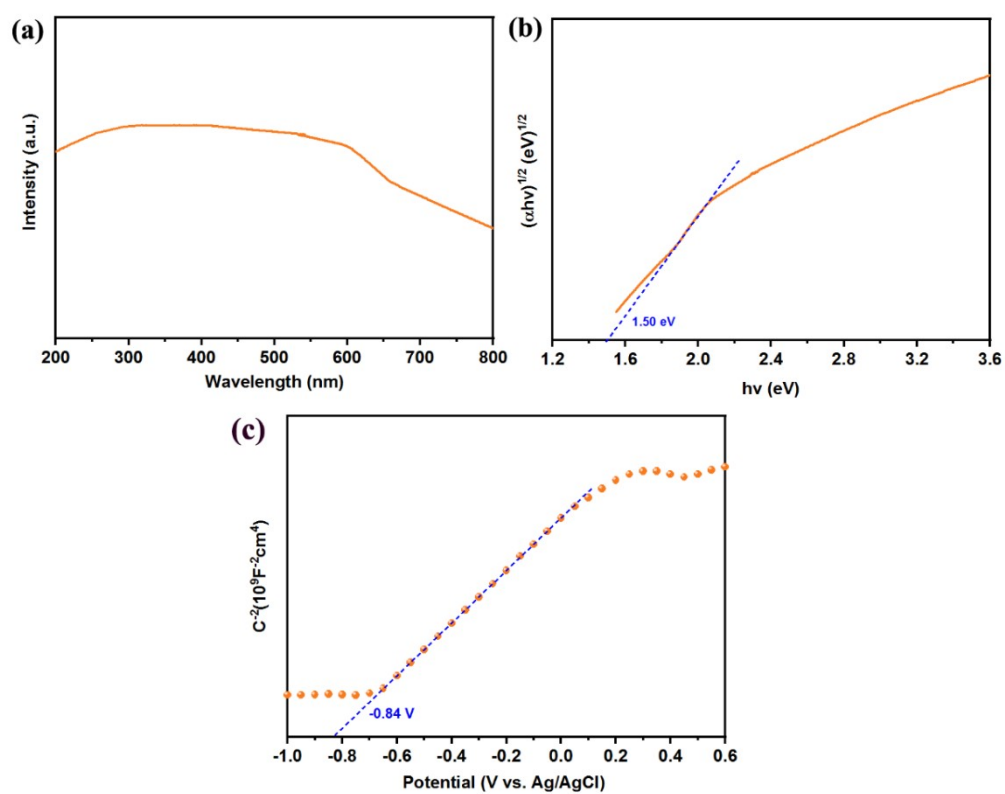 (a)
Intensity (a.u.)
200 300 400 500 600 700 800
Wavelength (nm)
(b)
(αhν)^1/2 (eV)^1/2
1.50 eV
1.2 1.6 2.0 2.4 2.8 3.2 3.6
hν (eV)
(c)
C^-2(10^9F^-2cm^4)
-0.84 V
-1.0 -0.8 -0.6 -0.4 -0.2 0.0 0.2 0.4 0.6
Potential (V vs. Ag/AgCl)